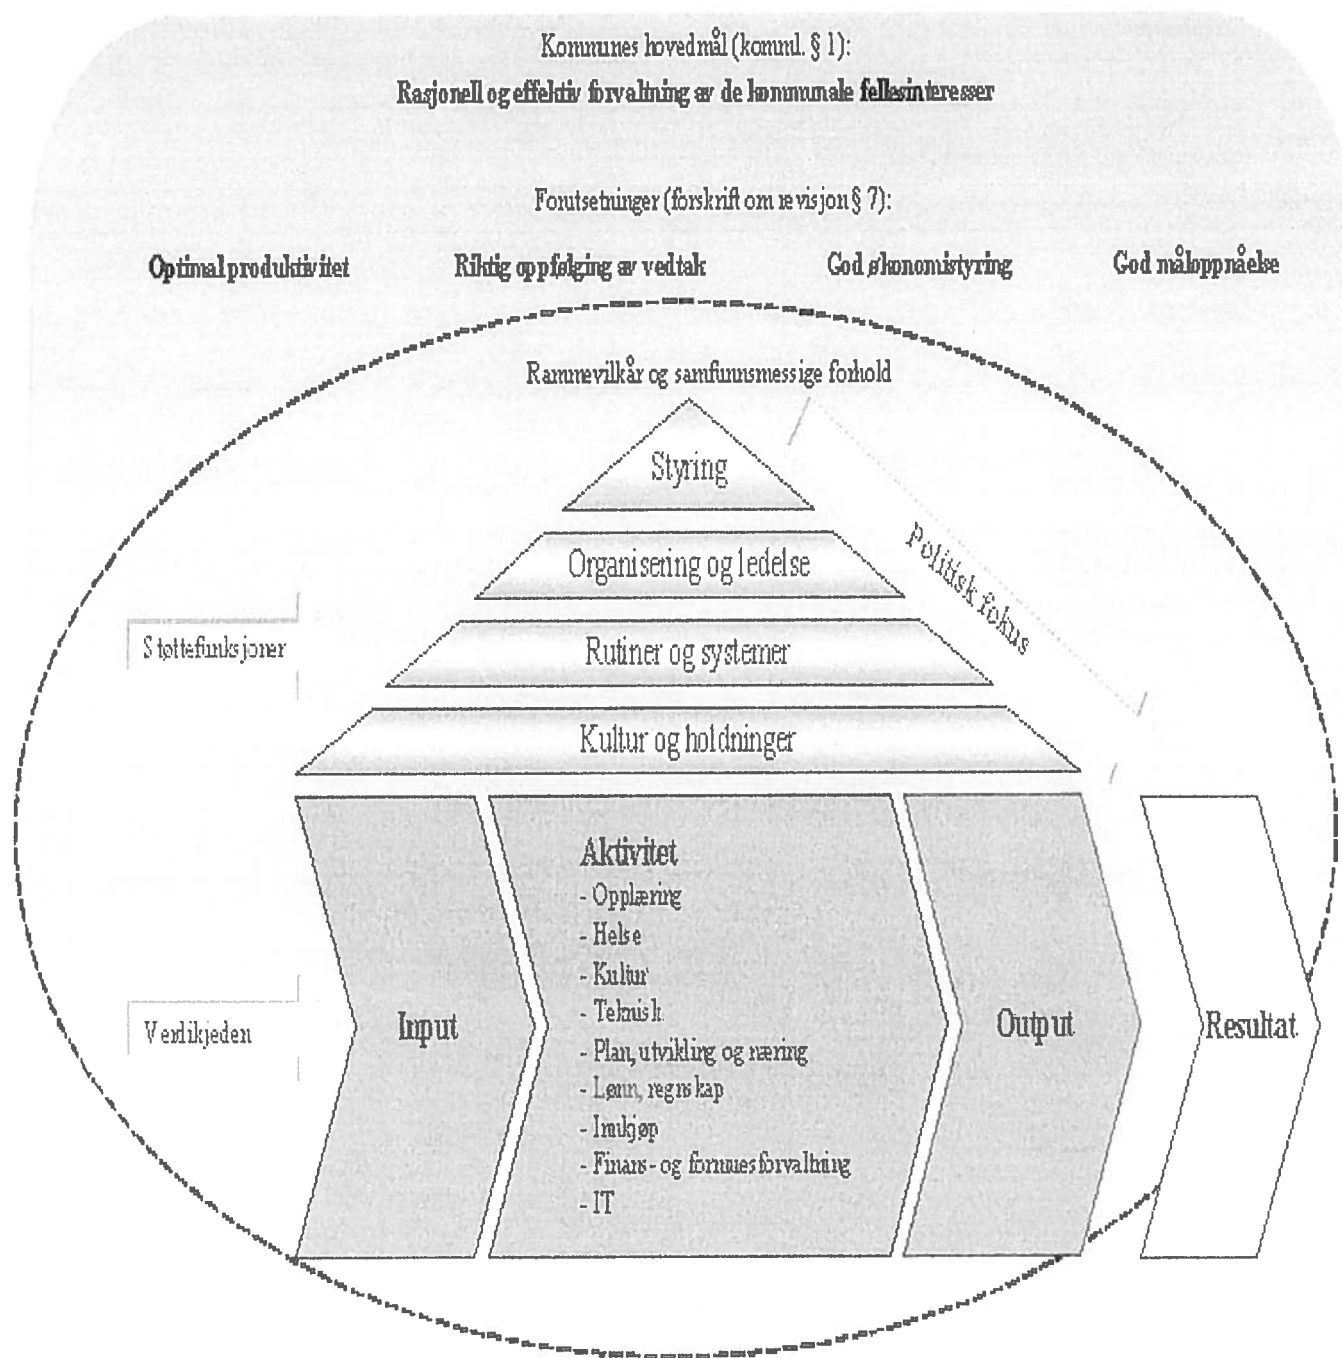 Kommunes hovedmål (komml. § 1):
Rasjonell og effektiv forvaltning av de kommunale fellesinteresser
Forutsetninger (forskrift om revisjon § 7):
Optimal produktivitet
Riktig oppfølging av vedtak
God økonomistyring
God måloppnåelse
Rammevilkår og samfunnsmessige forhold
Styring
Organisering og ledelse
Politisk fokus
Støttefunksjoner
Rutiner og systemer
Kultur og holdninger
Aktivitet
- Opplæring
- Helse
- Kultur
- Teknisk
- Plan, utvikling og næring
- Lønn, regnskap
- Innkjøp
- Finans- og formuesforvaltning
- IT
Verdikjeden
Input
Output
Resultat